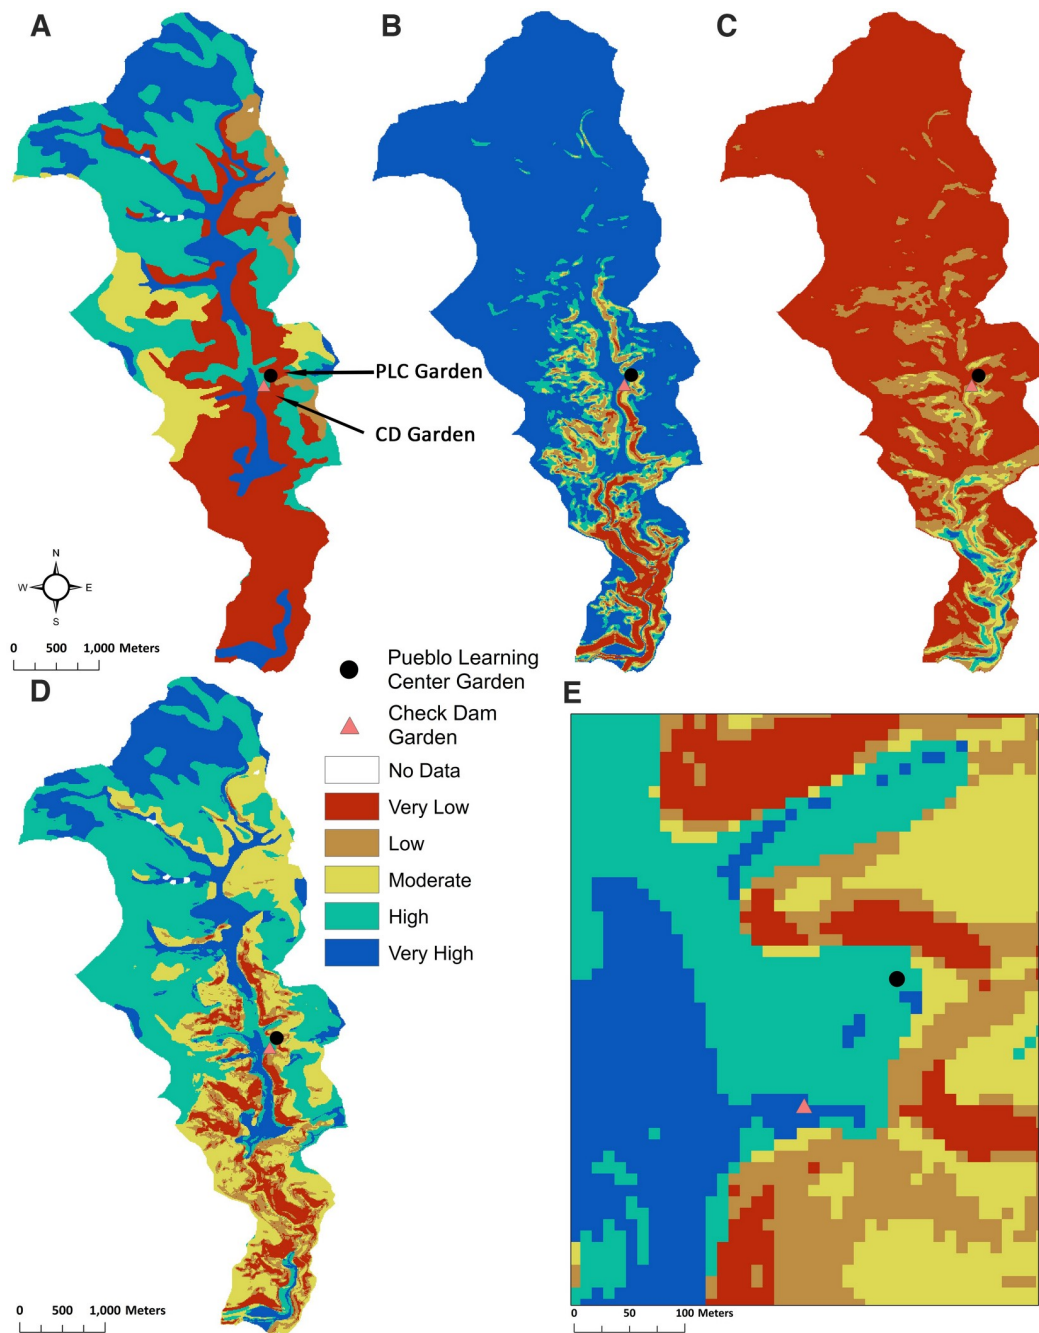 A
B
C
PLC Garden
CD Garden
N
W
E
S
0 500 1,000 Meters
Pueblo Learning
Center Garden
Check Dam
Garden
No Data
Very Low
Low
Moderate
High
Very High
D
E
0 500 1,000 Meters
0 50 100 Meters